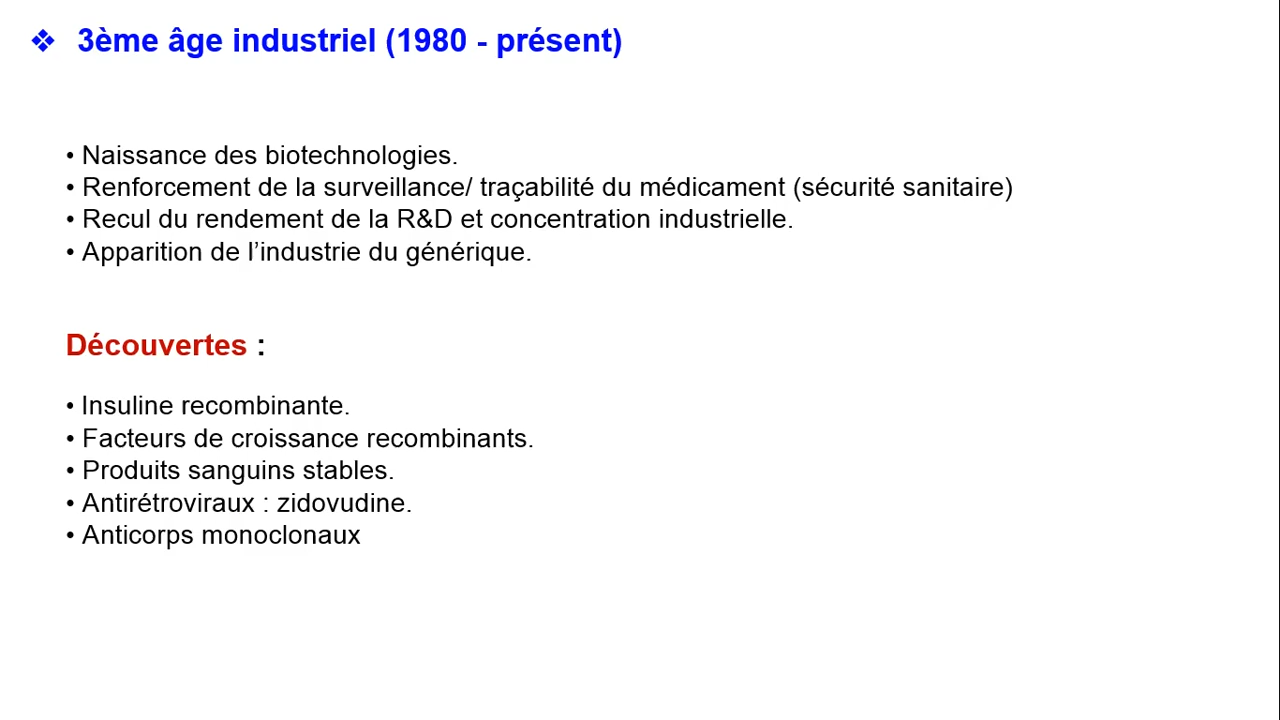 ❖ 3ème âge industriel (1980 - présent)
• Naissance des biotechnologies.
• Renforcement de la surveillance/ traçabilité du médicament (sécurité sanitaire)
• Recul du rendement de la R&D et concentration industrielle.
• Apparition de l’industrie du générique.
Découvertes :
• Insuline recombinante.
• Facteurs de croissance recombinants.
• Produits sanguins stables.
• Antirétroviraux : zidovudine.
• Anticorps monoclonaux